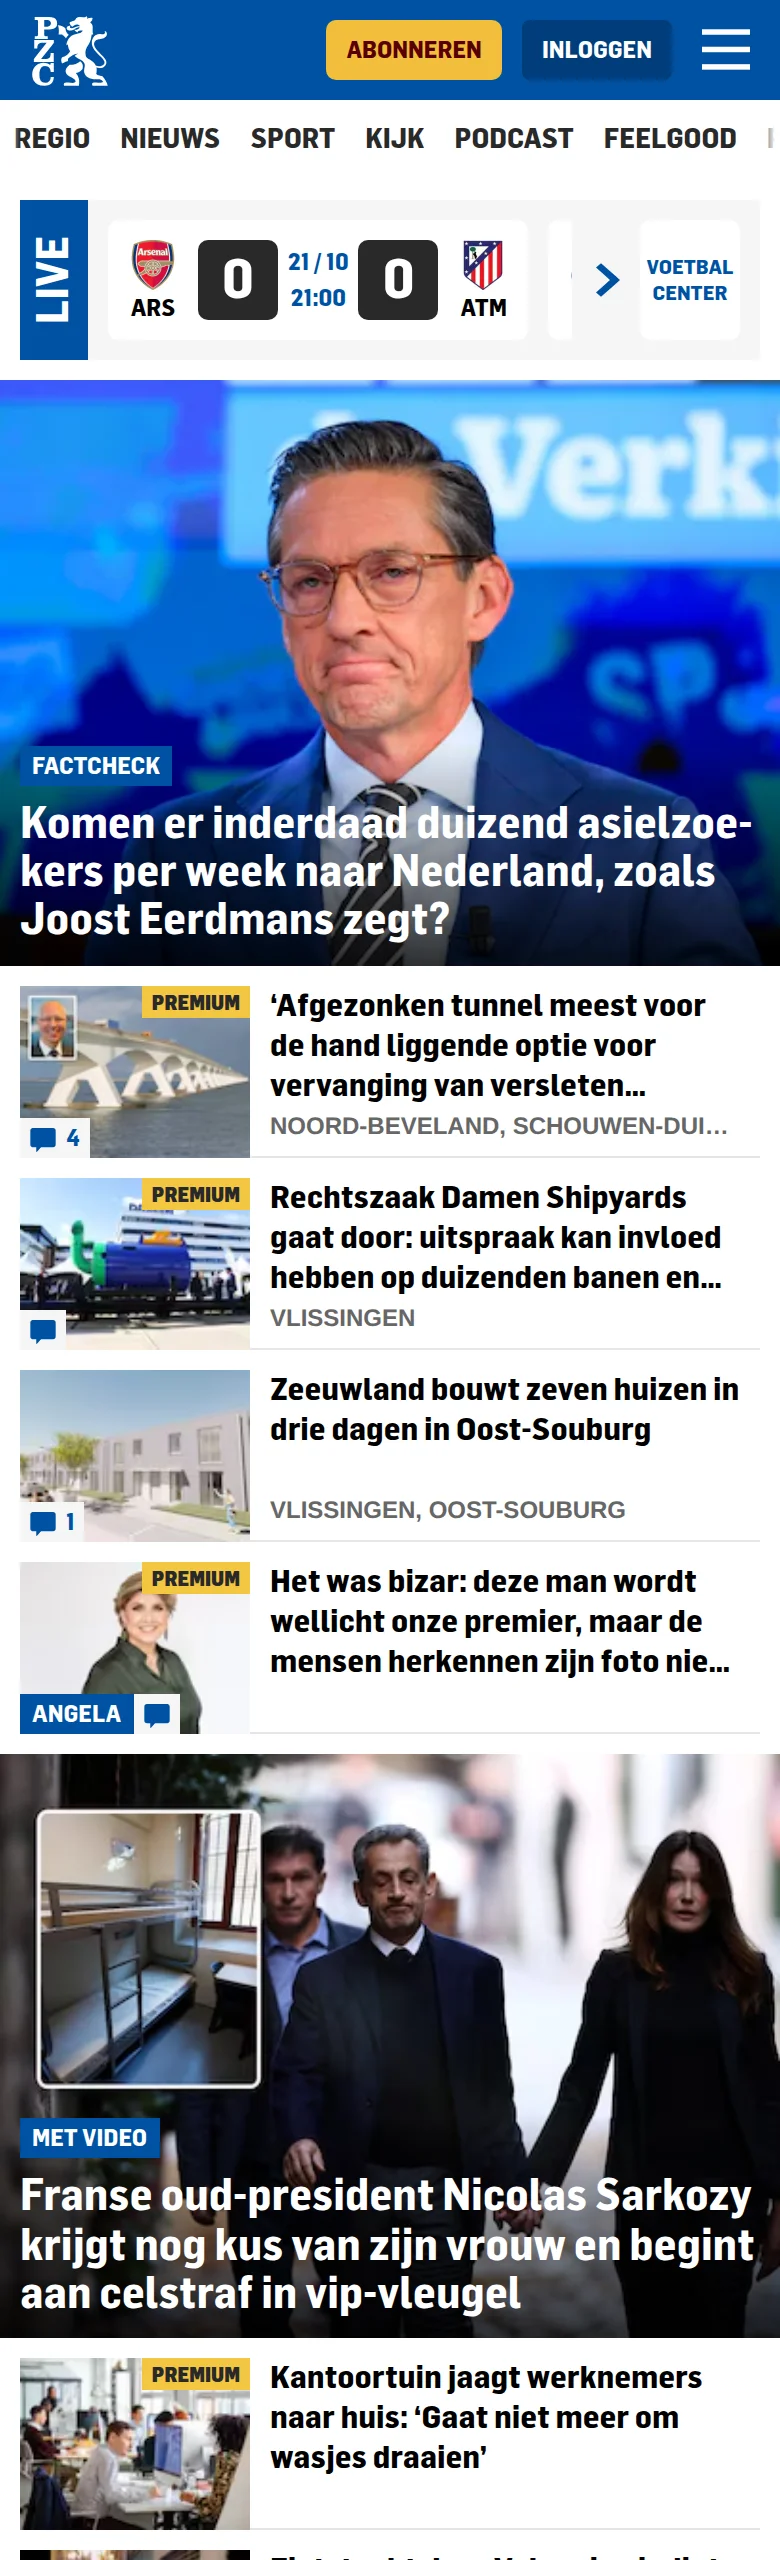 PZC
ABONNEREN
INLOGGEN
REGIO NIEUWS SPORT KIJK PODCAST FEELGOOD
LIVE
Arsenal
ARS
0
21 / 10
21:00
0
ATM
VOETBAL
CENTER
Verk
SP
FACTCHECK
Komen er inderdaad duizend asielzoe-
kers per week naar Nederland, zoals
Joost Eerdmans zegt?
PREMIUM
4
‘Afgezonken tunnel meest voor
de hand liggende optie voor
vervanging van versleten...
NOORD-BEVELAND, SCHOUWEN-DUI...
PREMIUM
Rechtszaak Damen Shipyards
gaat door: uitspraak kan invloed
hebben op duizenden banen en...
VLISSINGEN
1
Zeeuwland bouwt zeven huizen in
drie dagen in Oost-Souburg
VLISSINGEN, OOST-SOUBURG
PREMIUM
ANGELA
Het was bizar: deze man wordt
wellicht onze premier, maar de
mensen herkennen zijn foto nie...
MET VIDEO
Franse oud-president Nicolas Sarkozy
krijgt nog kus van zijn vrouw en begint
aan celstraf in vip-vleugel
PREMIUM
Kantoortuin jaagt werknemers
naar huis: ‘Gaat niet meer om
wasjes draaien’